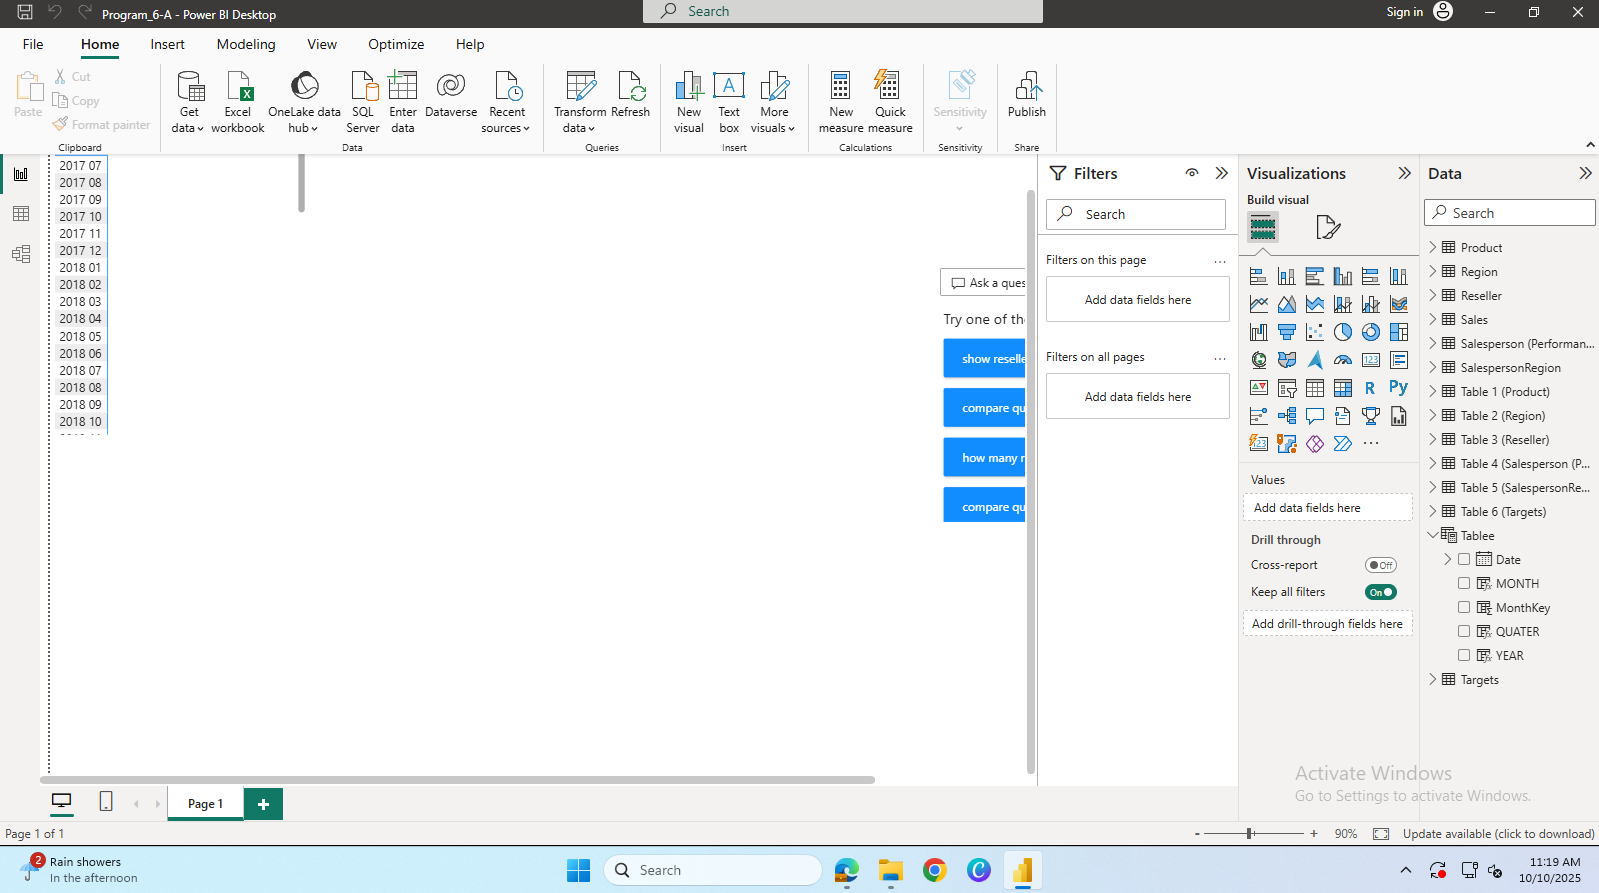 Program_6-A - Power BI Desktop
Search
Sign in
File
Home
Insert
Modeling
View
Optimize
Help
Paste
Cut
Copy
Format painter
Clipboard
Get data
Excel workbook
OneLake data hub
SQL Server
Enter data
Dataverse
Recent sources
Data
Transform data
Refresh
Queries
New visual
Text box
More visuals
Insert
New measure
Quick measure
Calculations
Sensitivity
Sensitivity
Publish
Share
2017 07
2017 08
2017 09
2017 10
2017 11
2017 12
2018 01
2018 02
2018 03
2018 04
2018 05
2018 06
2018 07
2018 08
2018 09
2018 10
Ask a ques
Try one of th
show reselle
compare qu
how many r
compare qu
Filters
Search
Filters on this page
...
Add data fields here
Filters on all pages
...
Add data fields here
Visualizations
Build visual
123
R
Py
123
...
Values
Add data fields here
Drill through
Cross-report
Off
Keep all filters
On
Add drill-through fields here
Data
Search
Product
Region
Reseller
Sales
Salesperson (Performan...
SalespersonRegion
Table 1 (Product)
Table 2 (Region)
Table 3 (Reseller)
Table 4 (Salesperson (P...
Table 5 (SalespersonRe...
Table 6 (Targets)
Tablee
Date
MONTH
MonthKey
QUATER
YEAR
Targets
Activate Windows
Go to Settings to activate Windows.
Page 1
+
Page 1 of 1
- + 90%
Update available (click to download)
2
Rain showers
In the afternoon
Search
11:19 AM
10/10/2025